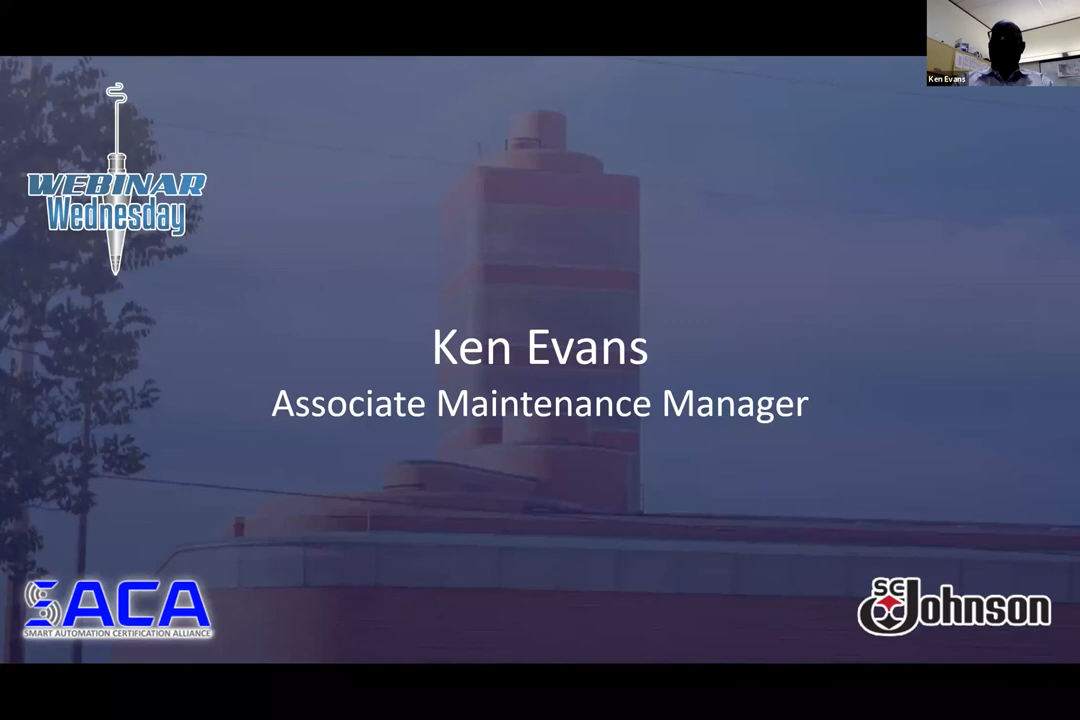 Ken Evans
WEBINAR
Wednesday
Ken Evans
Associate Maintenance Manager
SACA
SMART AUTOMATION CERTIFICATION ALLIANCE
SC Johnson